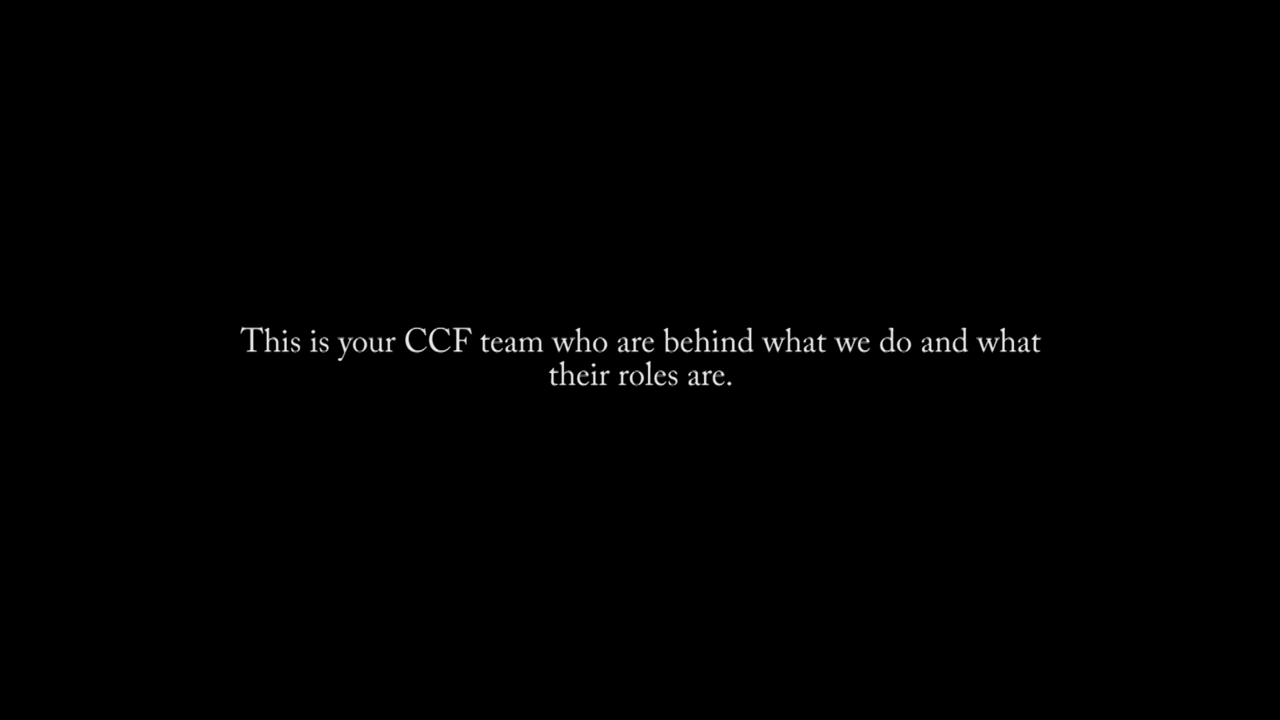 This is your CCF team who are behind what we do and what
their roles are.